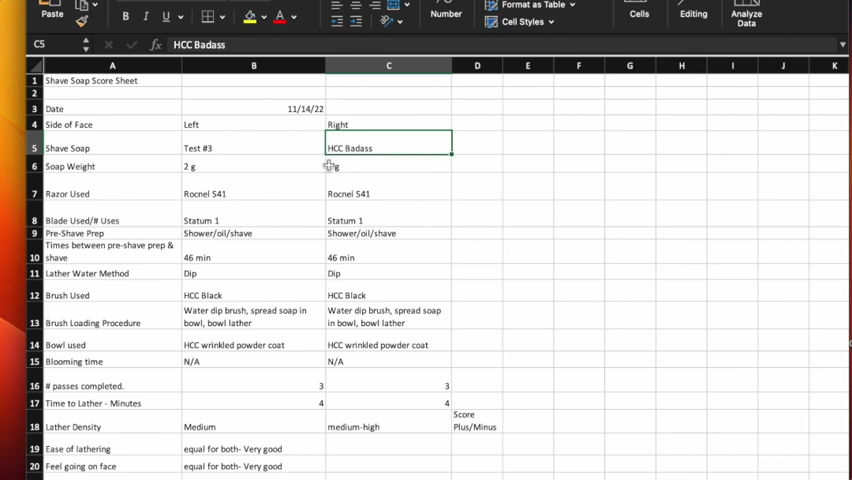 Paste
B I U
A
Number
Format as Table
Cell Styles
Cells
Editing
Analyze
Data
C5
fx HCC Badass
A B C D E F G H I J K
1 Shave Soap Score Sheet
2
3 Date 11/14/22
4 Side of Face Left Right
5 Shave Soap Test #3 HCC Badass
6 Soap Weight 2 g g
7 Razor Used Rocnel S41 Rocnel S41
8 Blade Used/# Uses Statum 1 Statum 1
9 Pre-Shave Prep Shower/oil/shave Shower/oil/shave
Times between pre-shave prep &
10 shave 46 min 46 min
11 Lather Water Method Dip Dip
12 Brush Used HCC Black HCC Black
Water dip brush, spread soap in Water dip brush, spread soap
13 Brush Loading Procedure bowl, bowl lather in bowl, bowl lather
14 Bowl used HCC wrinkled powder coat HCC wrinkled powder coat
15 Blooming time N/A N/A
16 # passes completed. 3 3
17 Time to Lather - Minutes 4 4
Score
18 Lather Density Medium medium-high Plus/Minus
19 Ease of lathering equal for both- Very good
20 Feel going on face equal for both- Very good